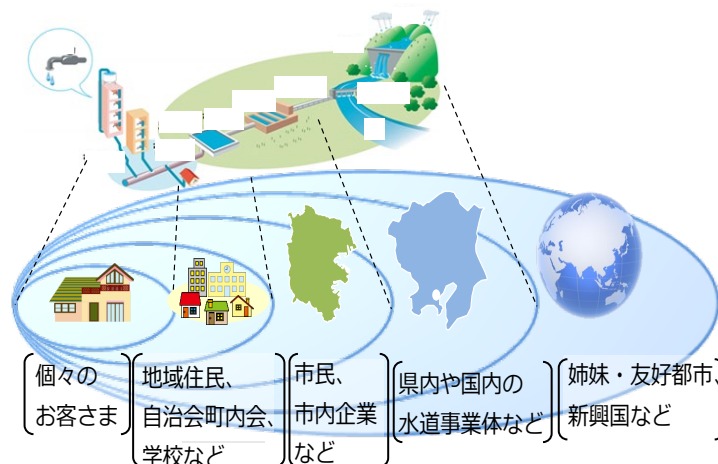 個々の
お客さま
地域住民、
自治会町内会、
学校など
市民、
市内企業
など
県内や国内の
水道事業体など
姉妹・友好都市、
新興国など